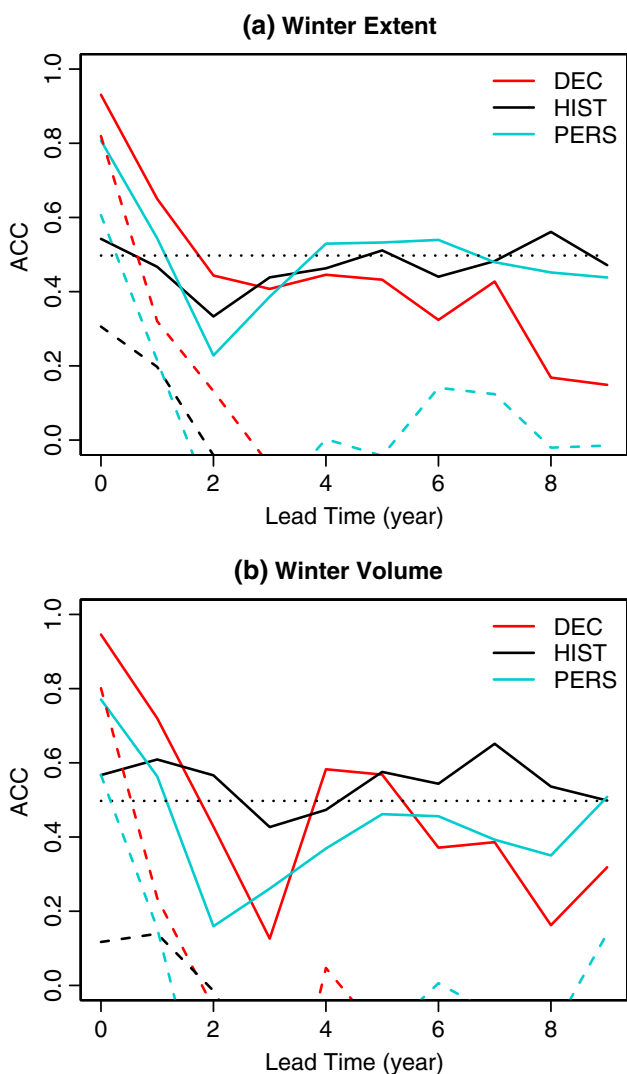 (a) Winter Extent
DEC
HIST
PERS
ACC
1.0
0.8
0.6
0.4
0.2
0.0
0 2 4 6 8
Lead Time (year)
(b) Winter Volume
DEC
HIST
PERS
ACC
1.0
0.8
0.6
0.4
0.2
0.0
0 2 4 6 8
Lead Time (year)